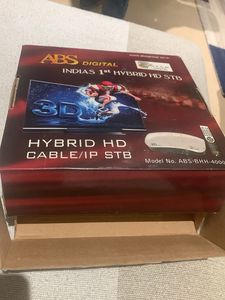 ABS DIGITAL
INDIAS 1st HYBRID HD STB
3D
HYBRID HD
CABLE/IP STB
Model No. ABS-BHH-4000